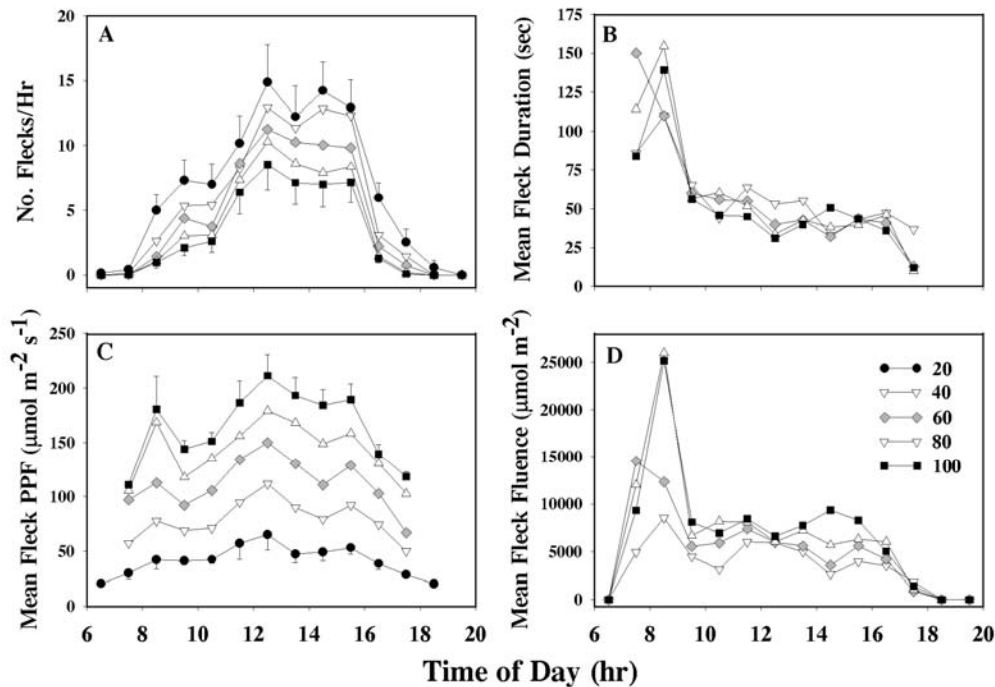 A
No. Flecks/Hr
20
15
10
5
0
B
Mean Fleck Duration (sec)
175
150
125
100
75
50
25
0
C
Mean Fleck PPF (µmol m⁻² s⁻¹)
250
200
150
100
50
0
6 8 10 12 14 16 18 20
D
Mean Fleck Fluence (µmol m⁻²)
25000
20000
15000
10000
5000
0
20
40
60
80
100
6 8 10 12 14 16 18 20
Time of Day (hr)